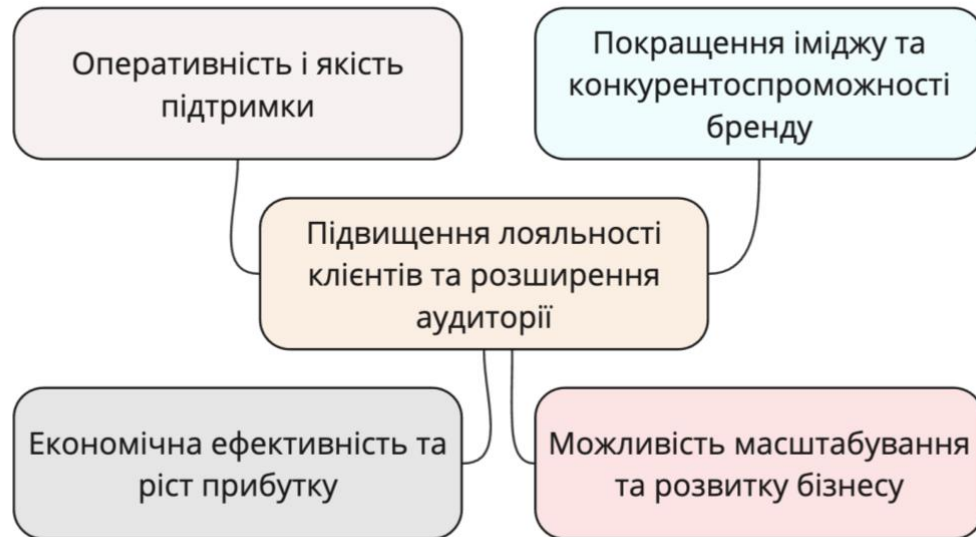 Оперативність і якість
підтримки
Покращення іміджу та
конкурентоспроможності
бренду
Підвищення лояльності
клієнтів та розширення
аудиторії
Економічна ефективність та
ріст прибутку
Можливість масштабування
та розвитку бізнесу